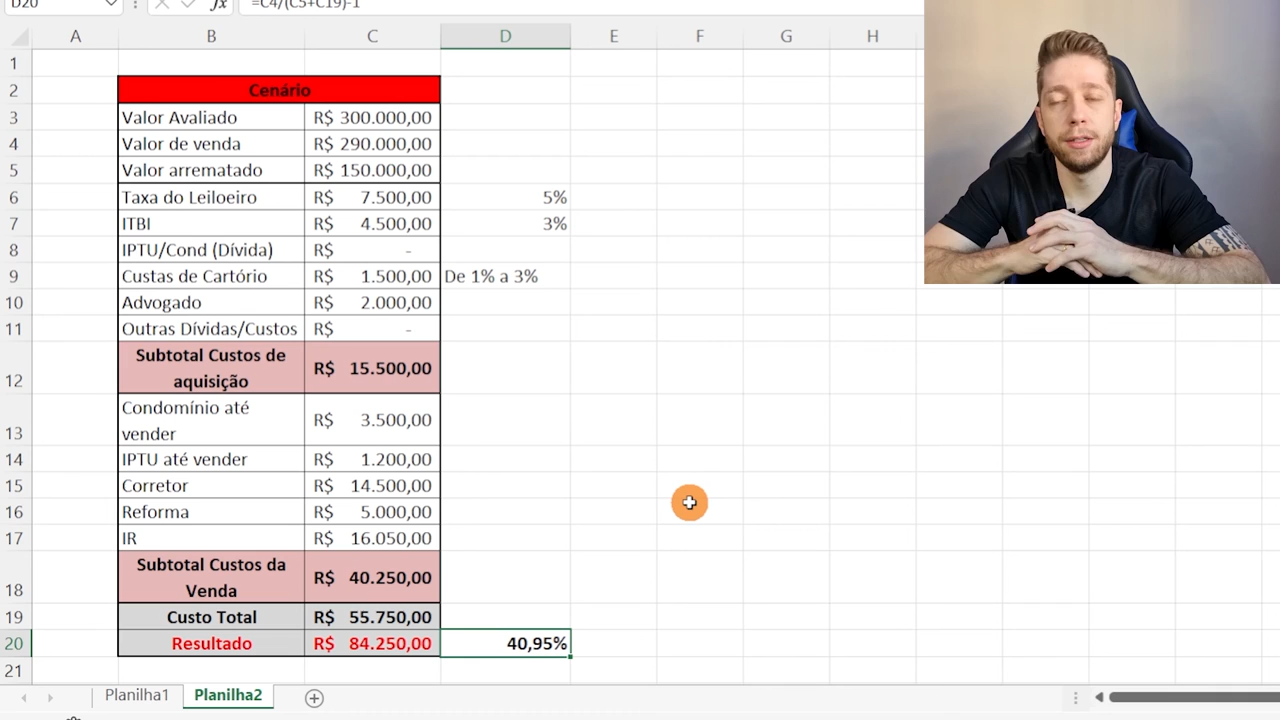 D20 fx =C4/(C5+C19)-1
A B C D E F G H
1
2 Cenário
3 Valor Avaliado R$ 300.000,00
4 Valor de venda R$ 290.000,00
5 Valor arrematado R$ 150.000,00
6 Taxa do Leiloeiro R$ 7.500,00 5%
7 ITBI R$ 4.500,00 3%
8 IPTU/Cond (Dívida) R$ -
9 Custas de Cartório R$ 1.500,00 De 1% a 3%
10 Advogado R$ 2.000,00
11 Outras Dívidas/Custos R$ -
Subtotal Custos de
12 aquisição R$ 15.500,00
Condomínio até
13 vender R$ 3.500,00
14 IPTU até vender R$ 1.200,00
15 Corretor R$ 14.500,00
16 Reforma R$ 5.000,00
17 IR R$ 16.050,00
Subtotal Custos da
18 Venda R$ 40.250,00
19 Custo Total R$ 55.750,00
20 Resultado R$ 84.250,00 40,95%
21
Planilha1 Planilha2